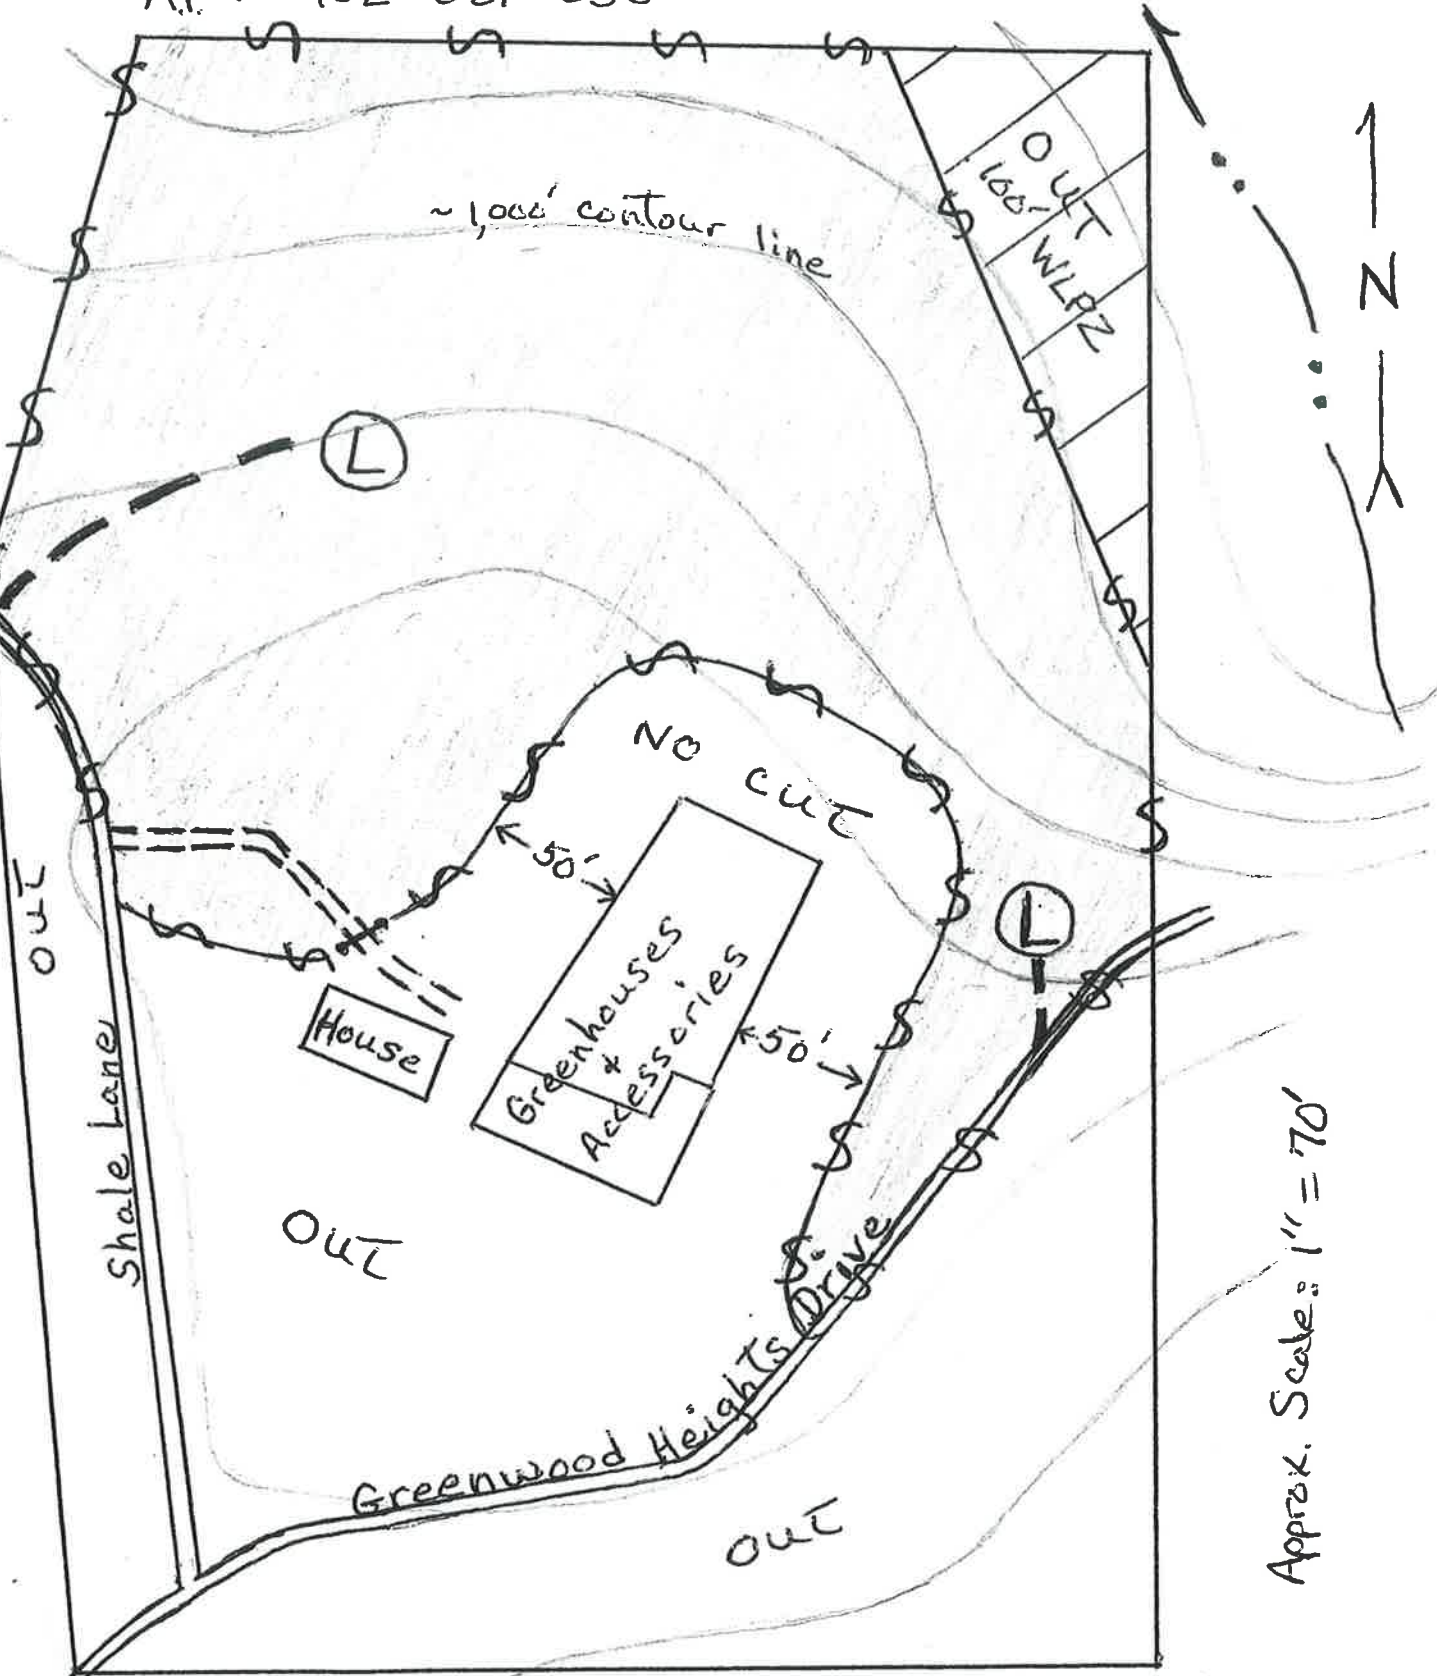 ~1,000' contour line
OUT
100'
WLPZ
N
L
NO CUT
50'
OUT
L
Greenhouses
+
Accessories
50'
House
Shale Lane
OUT
Greenwood Heights Drive
OUT
Approx. Scale: 1" = 70'